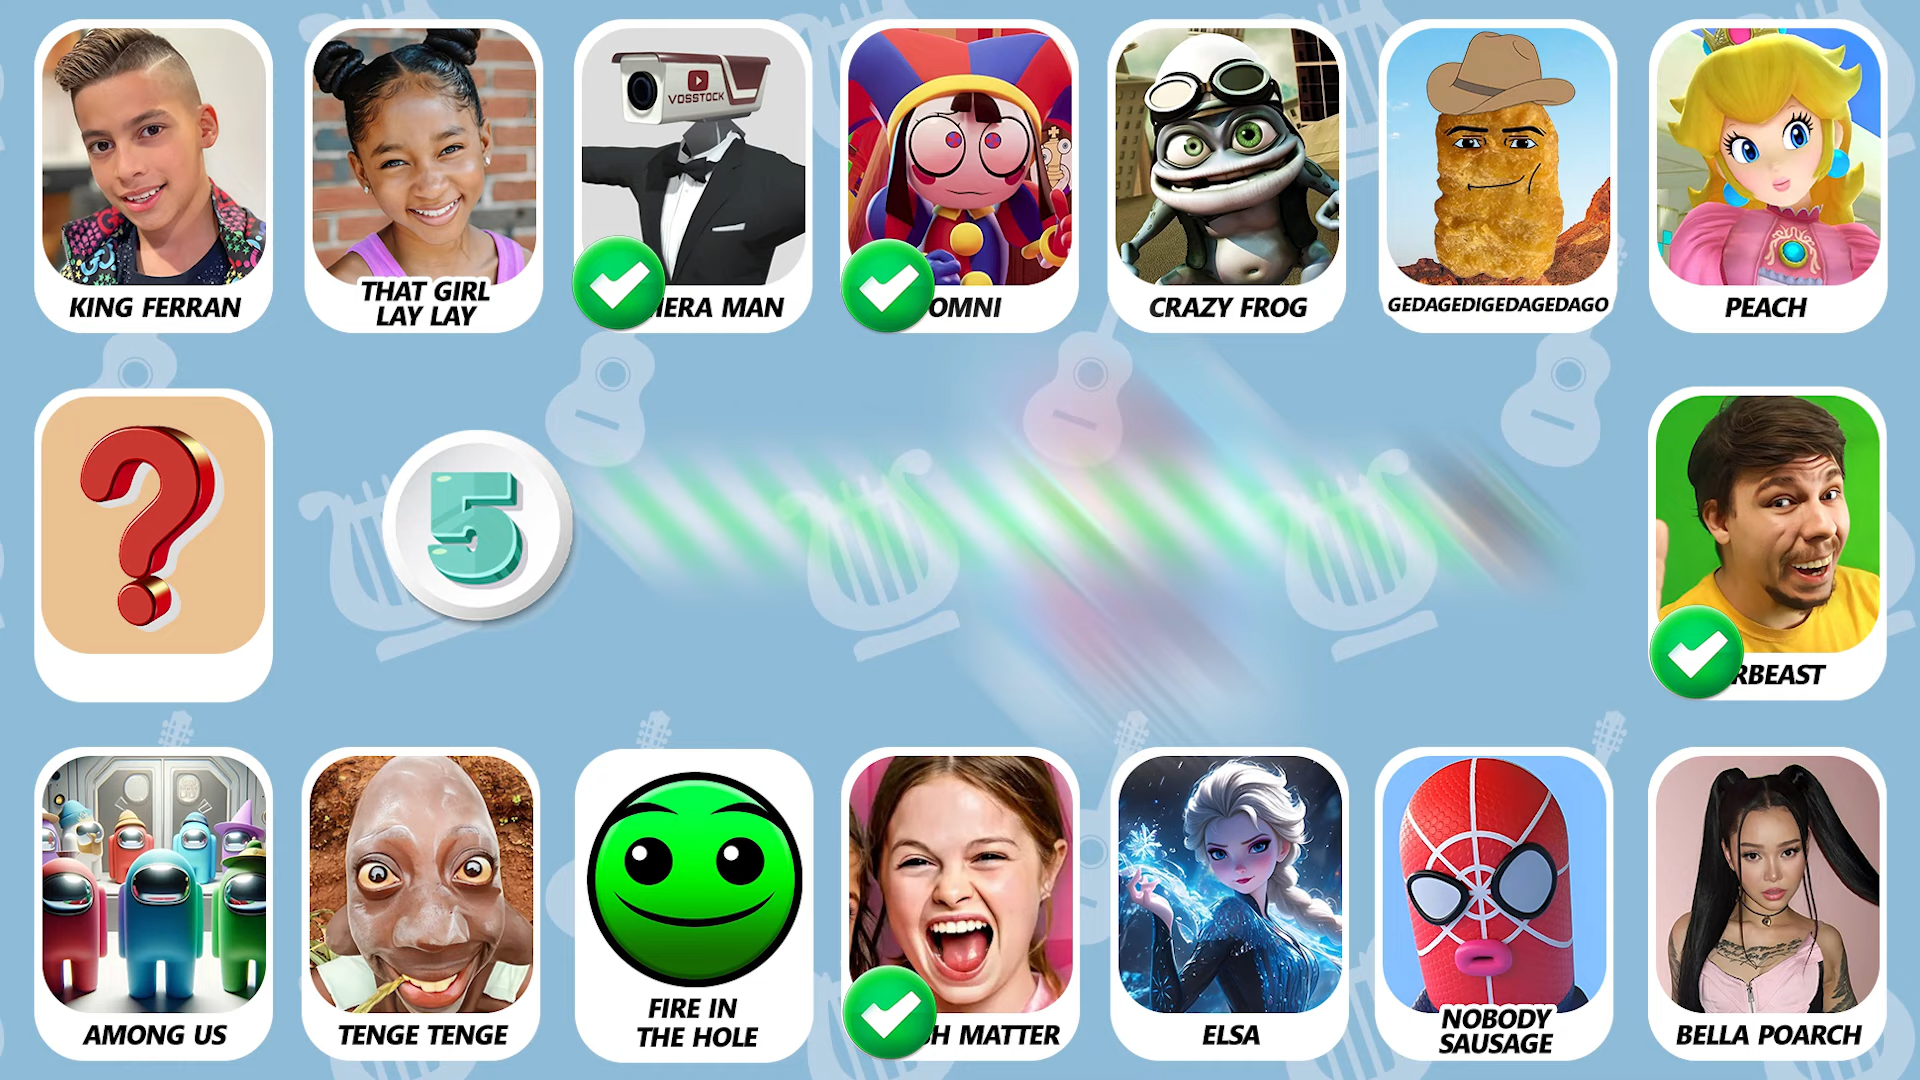 VOSSTOCK
KING FERRAN
THAT GIRL
LAY LAY
ERA MAN
OMNI
CRAZY FROG
GEDAGEDIGEDAGEDAGO
PEACH
?
5
RBEAST
AMONG US
TENGE TENGE
FIRE IN
THE HOLE
H MATTER
ELSA
NOBODY
SAUSAGE
BELLA POARCH